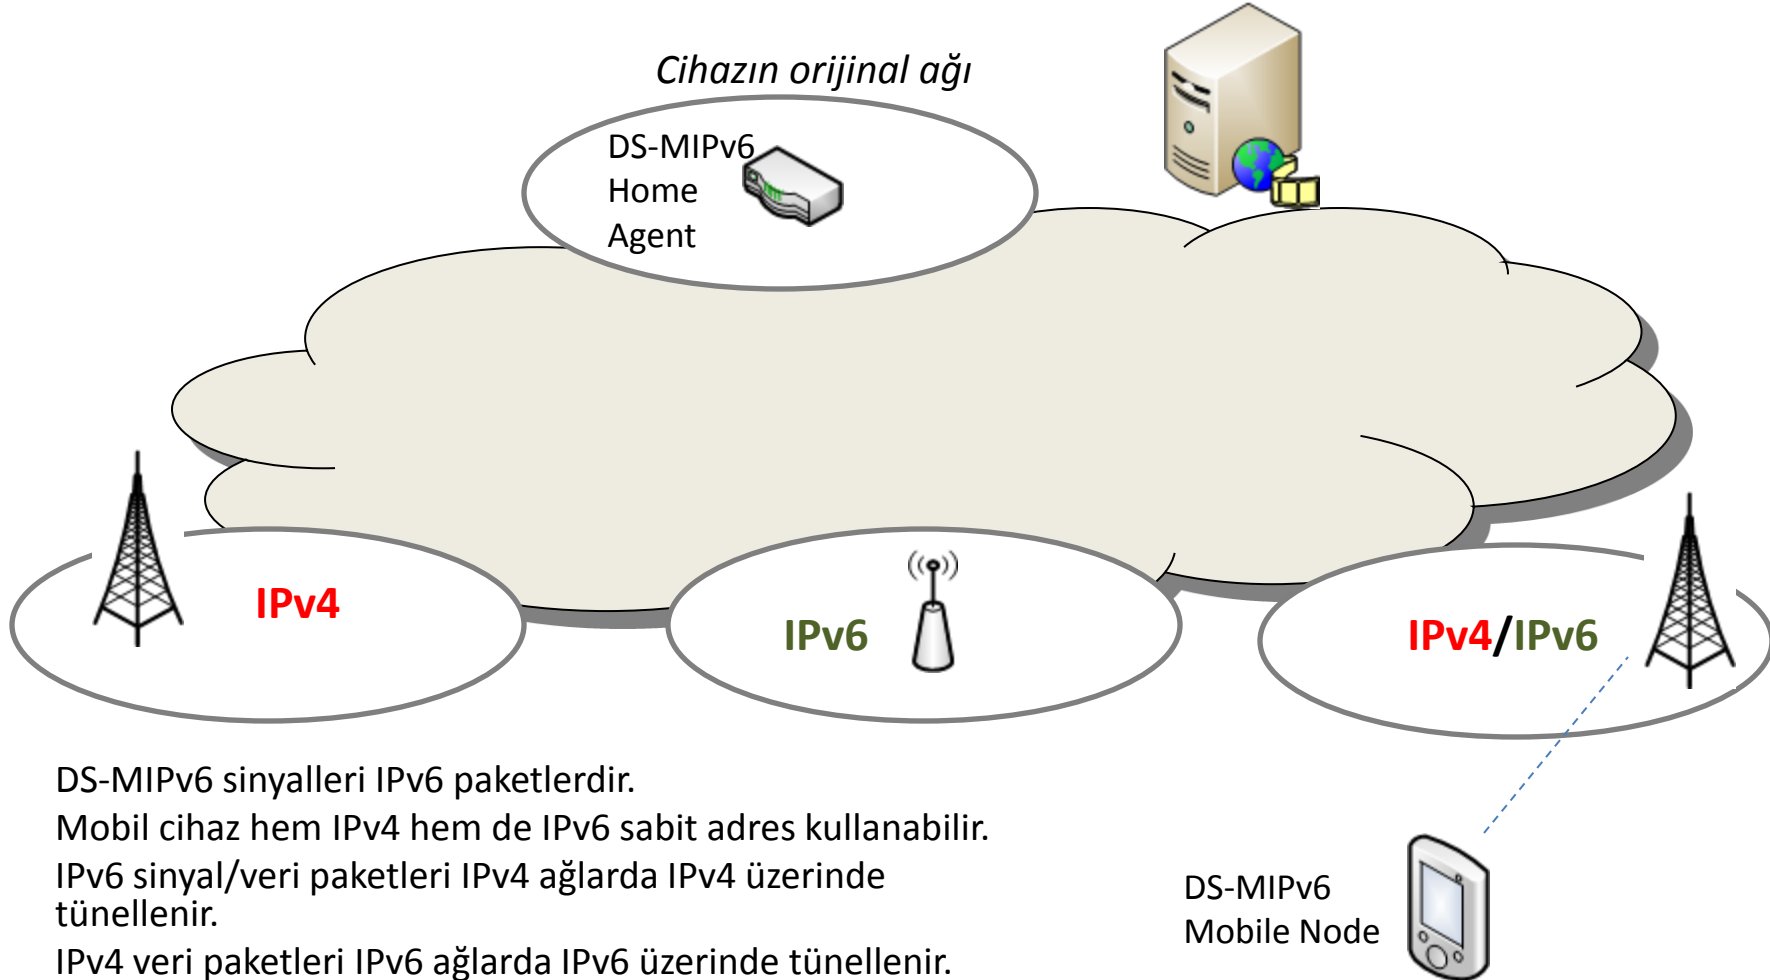 Cihazın orijinal ağı
DS-MIPv6
Home
Agent
IPv4
IPv6
IPv4/IPv6
DS-MIPv6 sinyalleri IPv6 paketlerdir.
Mobil cihaz hem IPv4 hem de IPv6 sabit adres kullanabilir.
IPv6 sinyal/veri paketleri IPv4 ağlarda IPv4 üzerinde
tünellenir.
IPv4 veri paketleri IPv6 ağlarda IPv6 üzerinde tünellenir.
DS-MIPv6
Mobile Node